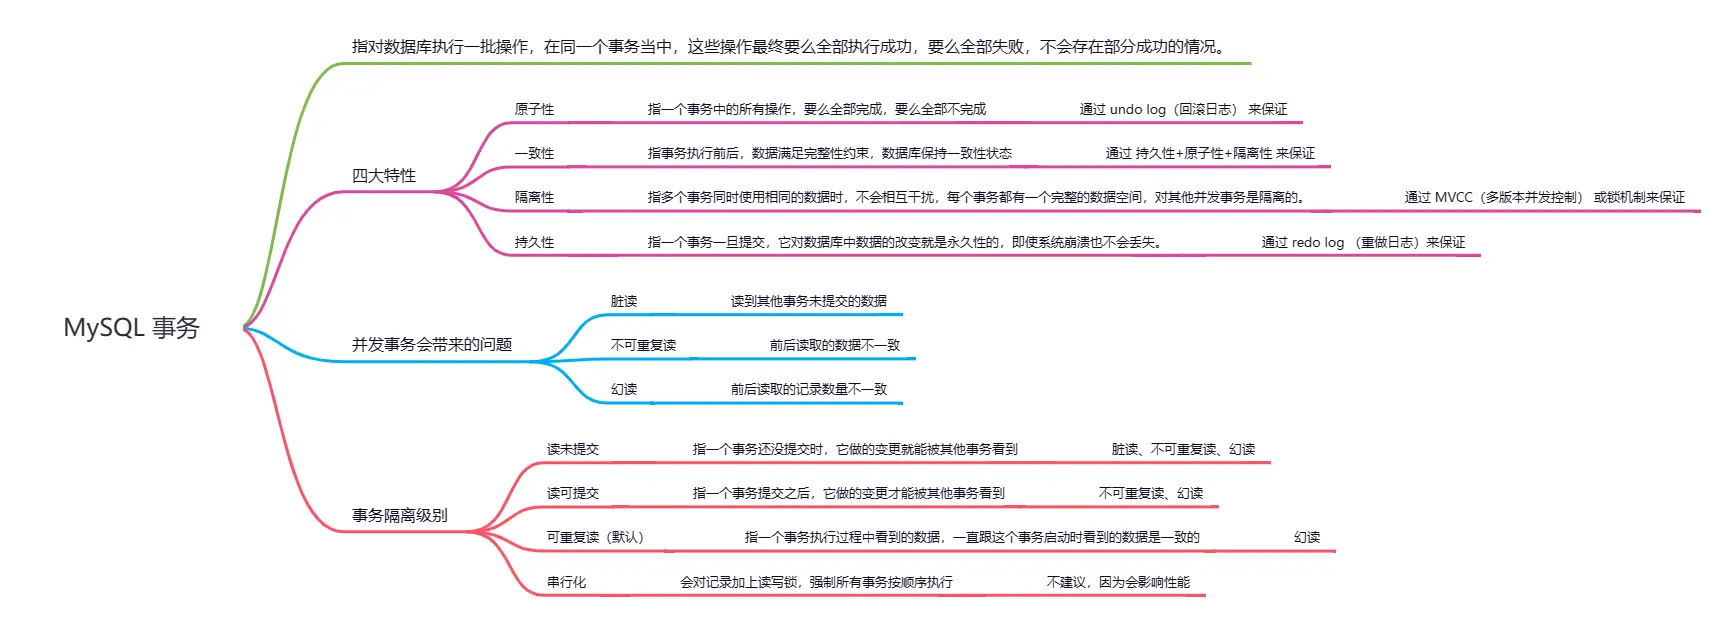 MySQL 事务
指对数据库执行一批操作，在同一个事务当中，这些操作最终要么全部执行成功，要么全部失败，不会存在部分成功的情况。
四大特性
原子性 指一个事务中的所有操作，要么全部完成，要么全部不完成 通过 undo log（回滚日志） 来保证
一致性 指事务执行前后，数据满足完整性约束，数据库保持一致性状态 通过 持久性+原子性+隔离性 来保证
隔离性 指多个事务同时使用相同的数据时，不会相互干扰，每个事务都有一个完整的数据空间，对其他并发事务是隔离的。 通过 MVCC（多版本并发控制） 或锁机制来保证
持久性 指一个事务一旦提交，它对数据库中数据的改变就是永久性的，即使系统崩溃也不会丢失。 通过 redo log （重做日志）来保证
并发事务会带来的问题
脏读 读到其他事务未提交的数据
不可重复读 前后读取的数据不一致
幻读 前后读取的记录数量不一致
事务隔离级别
读未提交 指一个事务还没提交时，它做的变更就能被其他事务看到 脏读、不可重复读、幻读
读可提交 指一个事务提交之后，它做的变更才能被其他事务看到 不可重复读、幻读
可重复读（默认） 指一个事务执行过程中看到的数据，一直跟这个事务启动时看到的数据是一致的 幻读
串行化 会对记录加上读写锁，强制所有事务按顺序执行 不建议，因为会影响性能